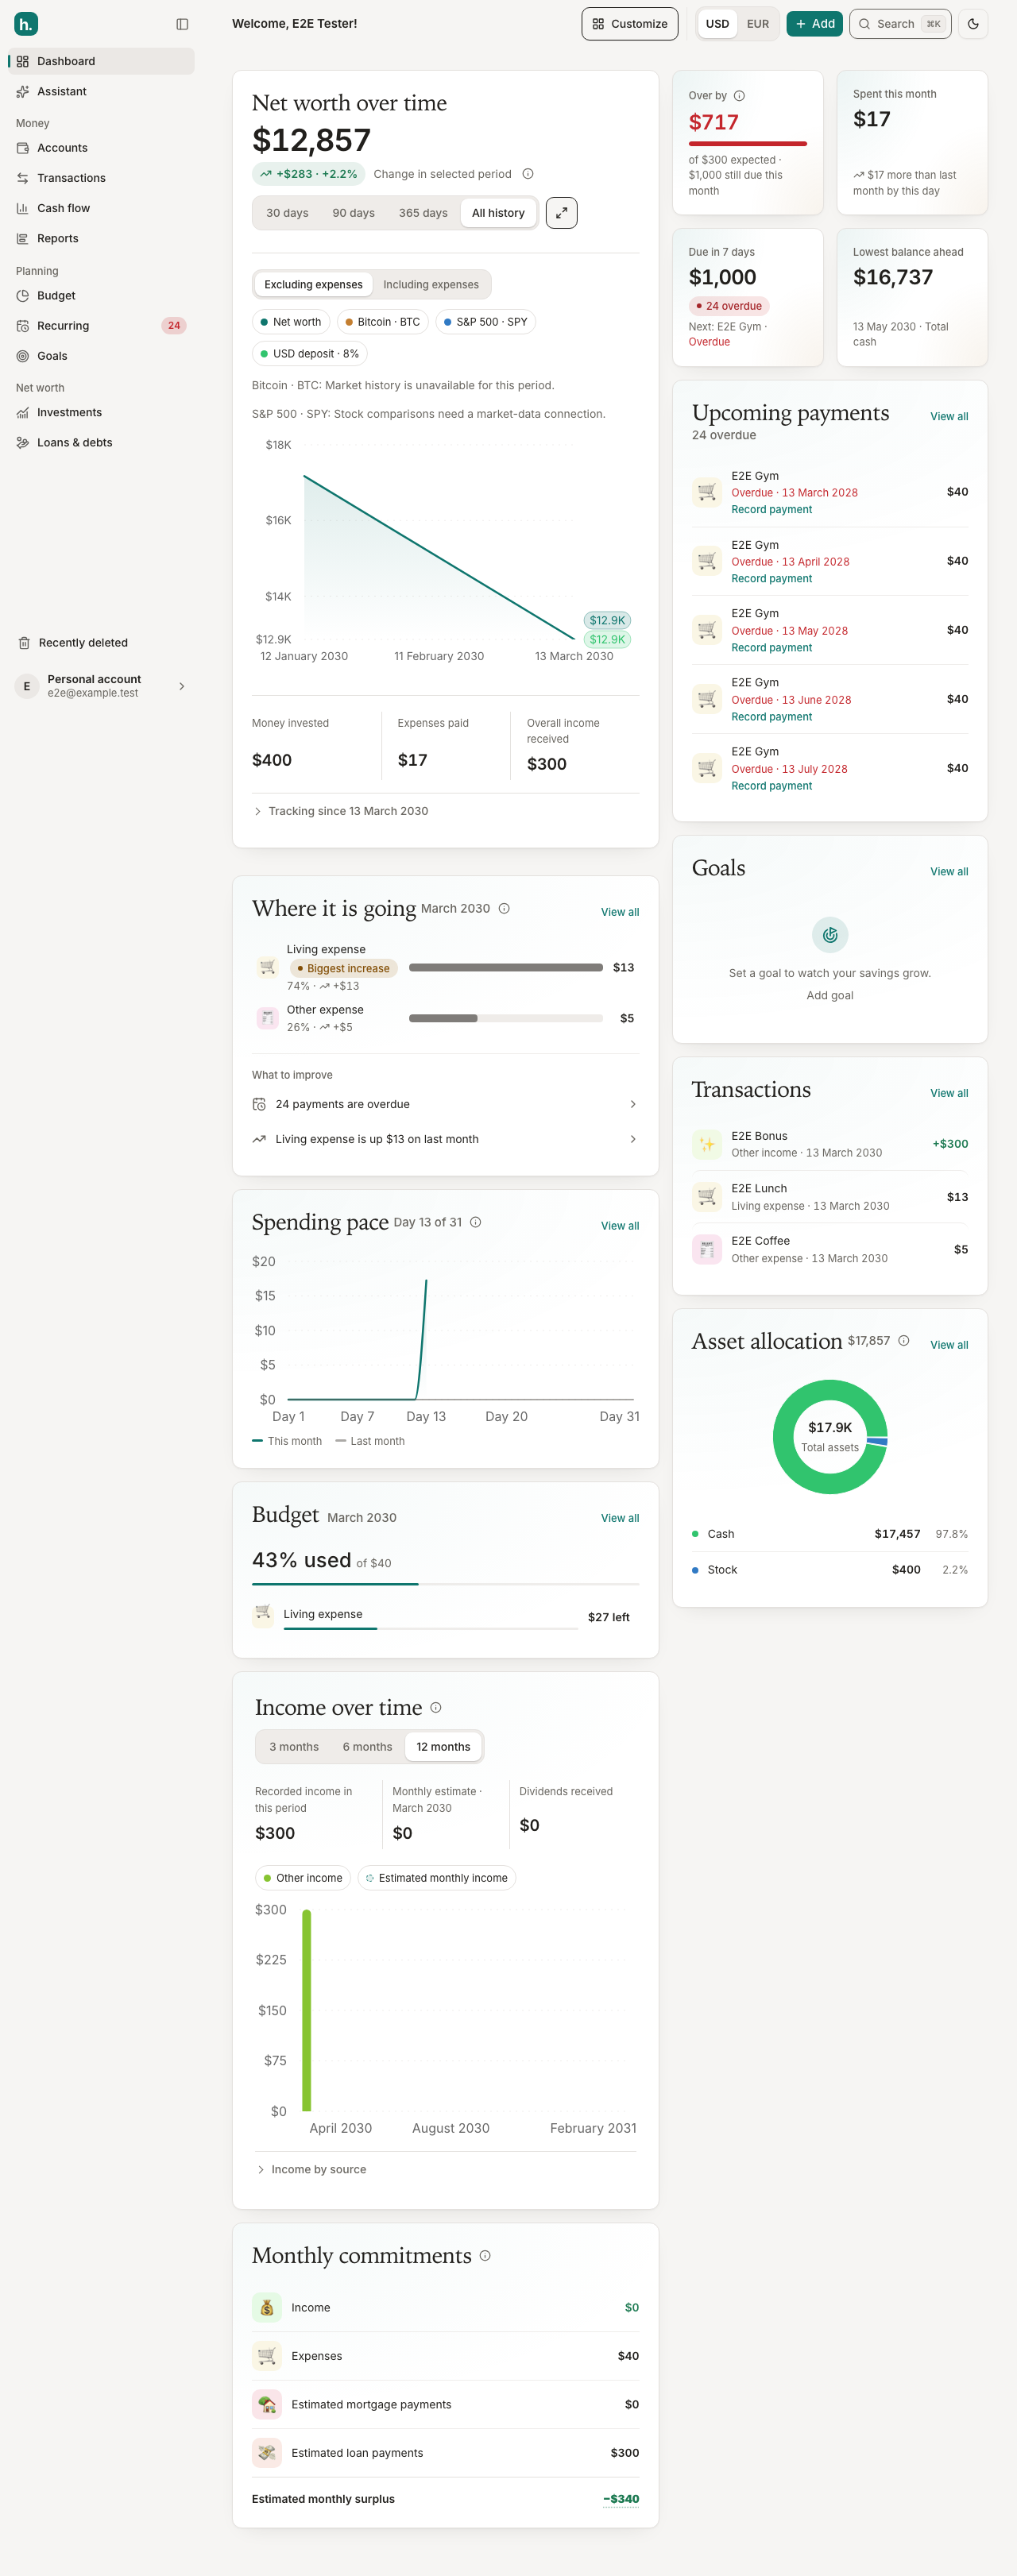 h.
Dashboard
Assistant
Money
Accounts
Transactions
Cash flow
Reports
Planning
Budget
Recurring 24
Goals
Net worth
Investments
Loans & debts
Recently deleted
E
Personal account
e2e@example.test
Welcome, E2E Tester!
Customize
USD EUR
+ Add
Search ⌘K
Net worth over time
$12,857
+$283 · +2.2% Change in selected period
30 days 90 days 365 days All history
Excluding expenses Including expenses
Net worth Bitcoin · BTC S&P 500 · SPY
USD deposit · 8%
Bitcoin · BTC: Market history is unavailable for this period.
S&P 500 · SPY: Stock comparisons need a market-data connection.
$18K
$16K
$14K
$12.9K
$12.9K
$12.9K
12 January 2030 11 February 2030 13 March 2030
Money invested
$400
Expenses paid
$17
Overall income
received
$300
Tracking since 13 March 2030
Where it is going March 2030
View all
Living expense
Biggest increase
74% · +$13
$13
Other expense
26% · +$5
$5
What to improve
24 payments are overdue
Living expense is up $13 on last month
Spending pace Day 13 of 31
View all
$20
$15
$10
$5
$0
Day 1 Day 7 Day 13 Day 20 Day 31
This month Last month
Budget March 2030
View all
43% used of $40
Living expense
$27 left
Income over time
3 months 6 months 12 months
Recorded income in
this period
$300
Monthly estimate ·
March 2030
$0
Dividends received
$0
Other income Estimated monthly income
$300
$225
$150
$75
$0
April 2030 August 2030 February 2031
Income by source
Monthly commitments
Income $0
Expenses $40
Estimated mortgage payments $0
Estimated loan payments $300
Estimated monthly surplus −$340
Over by
$717
of $300 expected ·
$1,000 still due this
month
Spent this month
$17
$17 more than last
month by this day
Due in 7 days
$1,000
24 overdue
Next: E2E Gym ·
Overdue
Lowest balance ahead
$16,737
13 May 2030 · Total
cash
Upcoming payments
View all
24 overdue
E2E Gym
Overdue · 13 March 2028
Record payment
$40
E2E Gym
Overdue · 13 April 2028
Record payment
$40
E2E Gym
Overdue · 13 May 2028
Record payment
$40
E2E Gym
Overdue · 13 June 2028
Record payment
$40
E2E Gym
Overdue · 13 July 2028
Record payment
$40
Goals
View all
Set a goal to watch your savings grow.
Add goal
Transactions
View all
E2E Bonus
Other income · 13 March 2030
+$300
E2E Lunch
Living expense · 13 March 2030
$13
E2E Coffee
Other expense · 13 March 2030
$5
Asset allocation $17,857
View all
$17.9K
Total assets
Cash $17,457 97.8%
Stock $400 2.2%